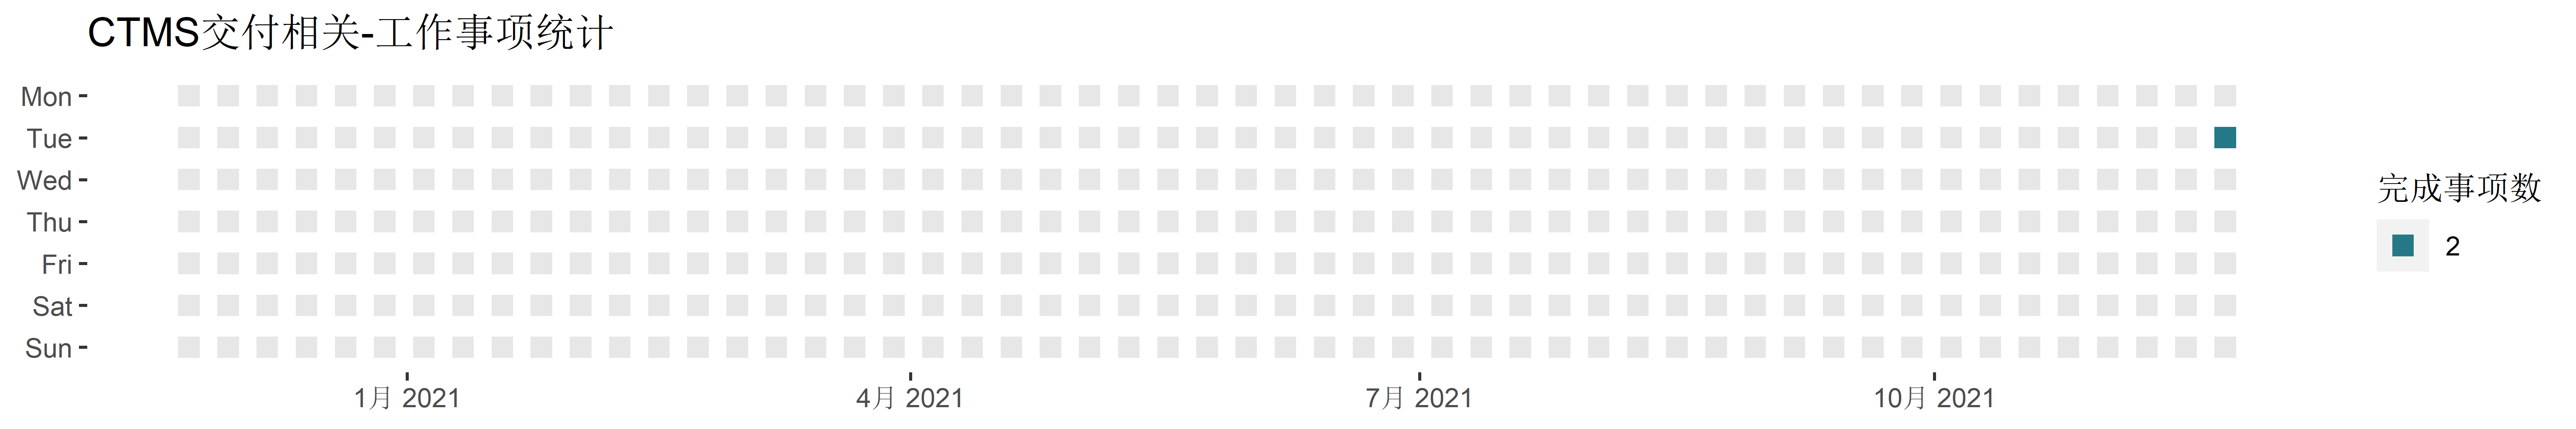 CTMS交付相关-工作事项统计
Mon
Tue
Wed
Thu
Fri
Sat
Sun
1月 2021
4月 2021
7月 2021
10月 2021
完成事项数
2